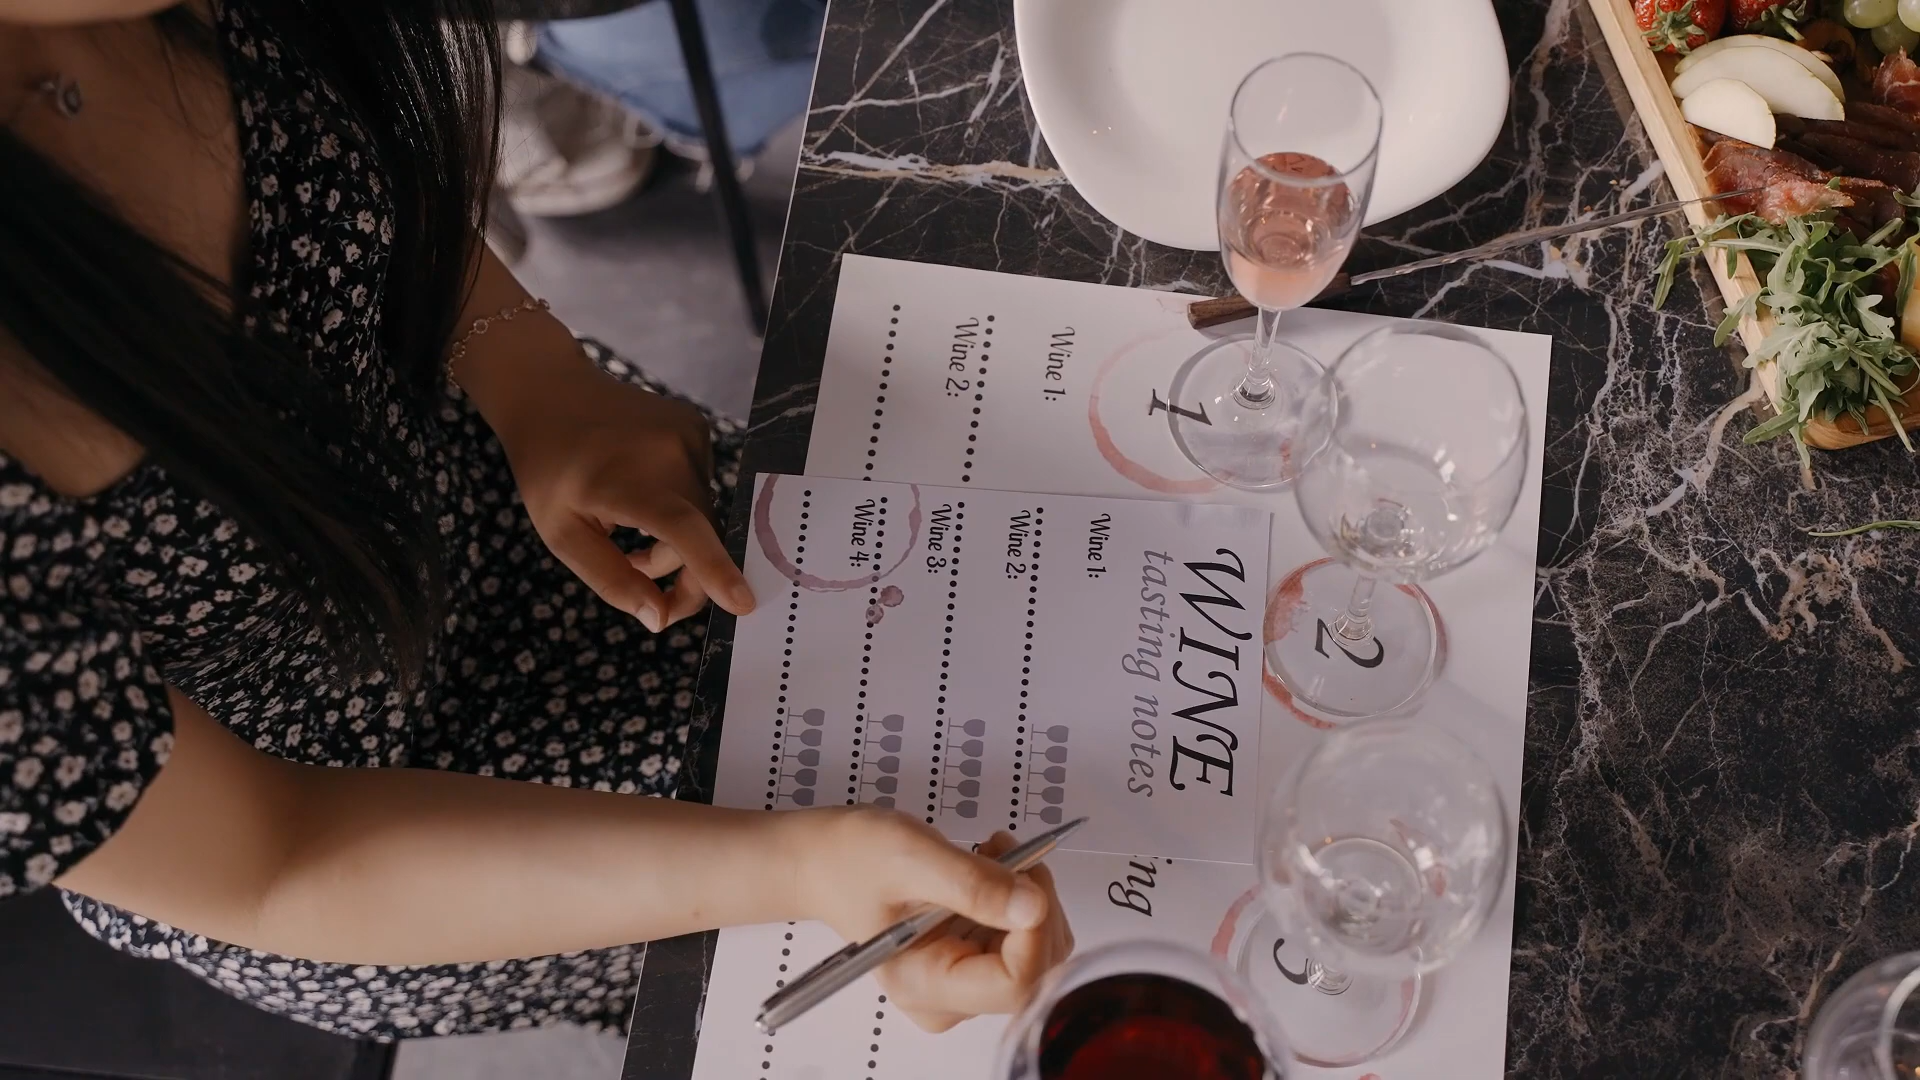 WINE
tasting notes
Wine 1:
Wine 2:
Wine 3:
Wine 4:
1
2
3
ng
Wine 1:
Wine 2: